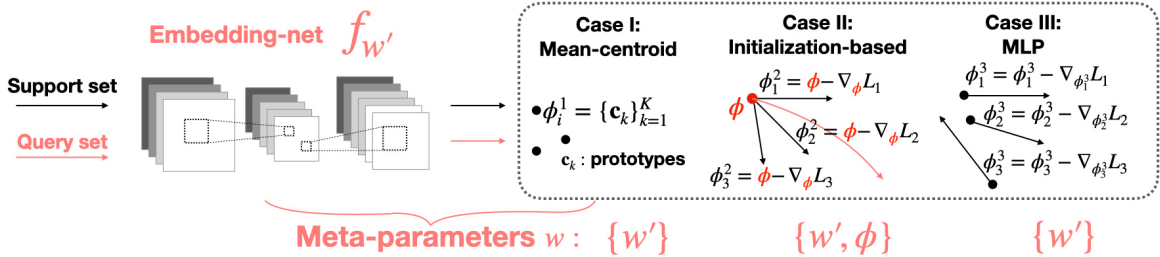 Embedding-net f_{w'}
Support set
Query set
Case I:
Mean-centroid
ϕ_i^1 = {c_k}_{k=1}^K
c_k : prototypes
Case II:
Initialization-based
ϕ_1^2 = ϕ − ∇_ϕ L_1
ϕ
ϕ_2^2 = ϕ − ∇_ϕ L_2
ϕ_3^2 = ϕ − ∇_ϕ L_3
Case III:
MLP
ϕ_1^3 = ϕ_1^3 − ∇_{ϕ_1^3} L_1
ϕ_2^3 = ϕ_2^3 − ∇_{ϕ_2^3} L_2
ϕ_3^3 = ϕ_3^3 − ∇_{ϕ_3^3} L_3
Meta-parameters w : {w'} {w', ϕ} {w'}